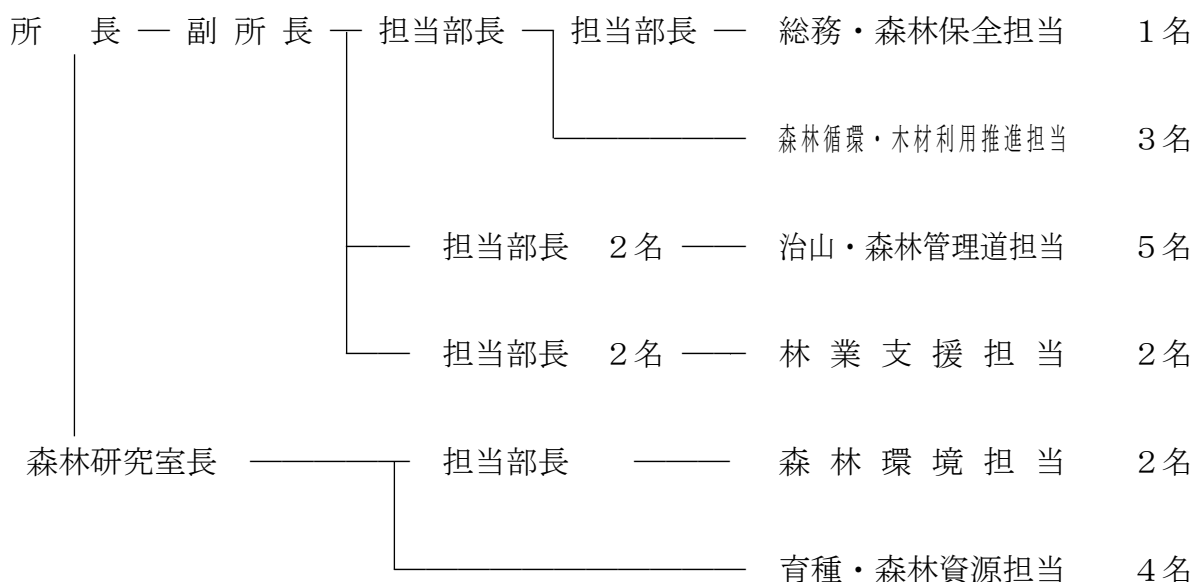 所　長 副所長 担当部長 担当部長 総務・森林保全担当 １名
森林循環・木材利用推進担当 ３名
担当部長 ２名 治山・森林管理道担当 ５名
担当部長 ２名 林業支援担当 ２名
森林研究室長 担当部長 森林環境担当 ２名
育種・森林資源担当 ４名